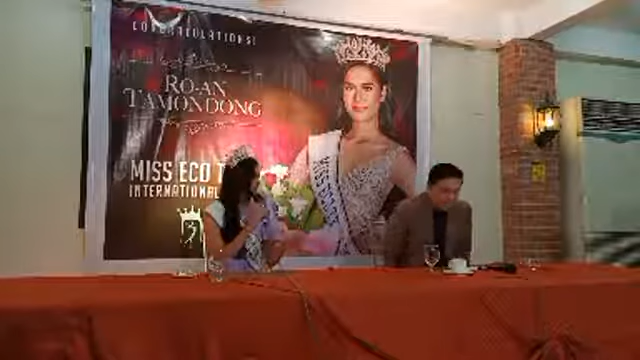 CONGRATULATIONS!
RO-AN
TAMONDONG
MISS ECO
INTERNATIONAL